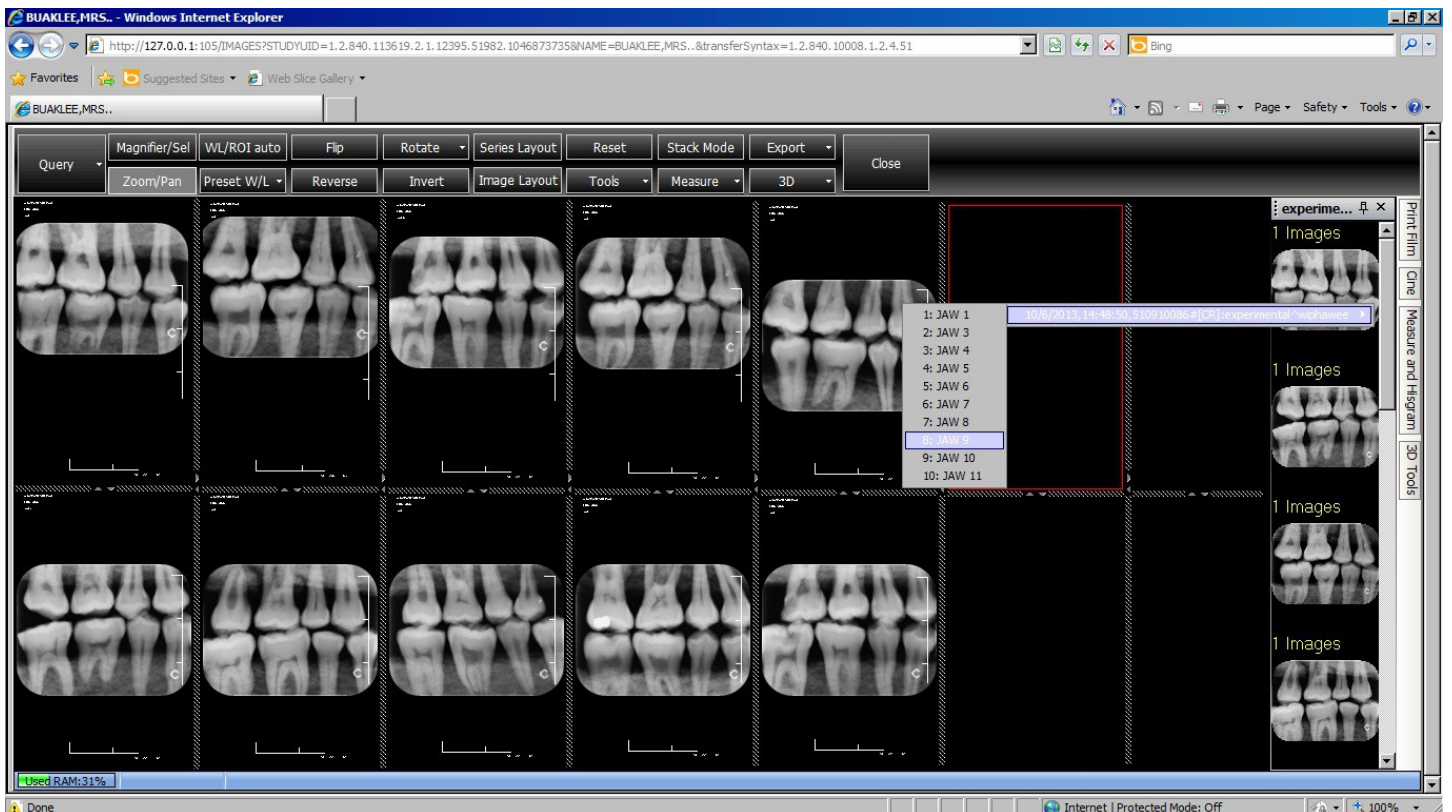 BUAKLEE,MRS.. - Windows Internet Explorer
http://127.0.0.1:105/IMAGES?STUDYUID=1.2.840.113619.2.1.12395.51982.1046873735&NAME=BUAKLEE,MRS..&transferSyntax=1.2.840.10008.1.2.4.51
Bing
Favorites Suggested Sites Web Slice Gallery
BUAKLEE,MRS..
Page Safety Tools
Query
Magnifier/Sel WL/ROI auto Flip Rotate Series Layout Reset Stack Mode Export
Close
Zoom/Pan Preset W/L Reverse Invert Image Layout Tools Measure 3D
experime...
1 Images
1 Images
1 Images
1 Images
Print Film
Cine
Measure and Hisgram
3D Tools
10/6/2013,14:48:50,510910086#[CR]:experimental^wiphawee
1: JAW 1
2: JAW 3
3: JAW 4
4: JAW 5
5: JAW 6
6: JAW 7
7: JAW 8
8: JAW 9
9: JAW 10
10: JAW 11
C
C
C
C
C
C
C
C
C
Used RAM:31%
Done
Internet | Protected Mode: Off
100%